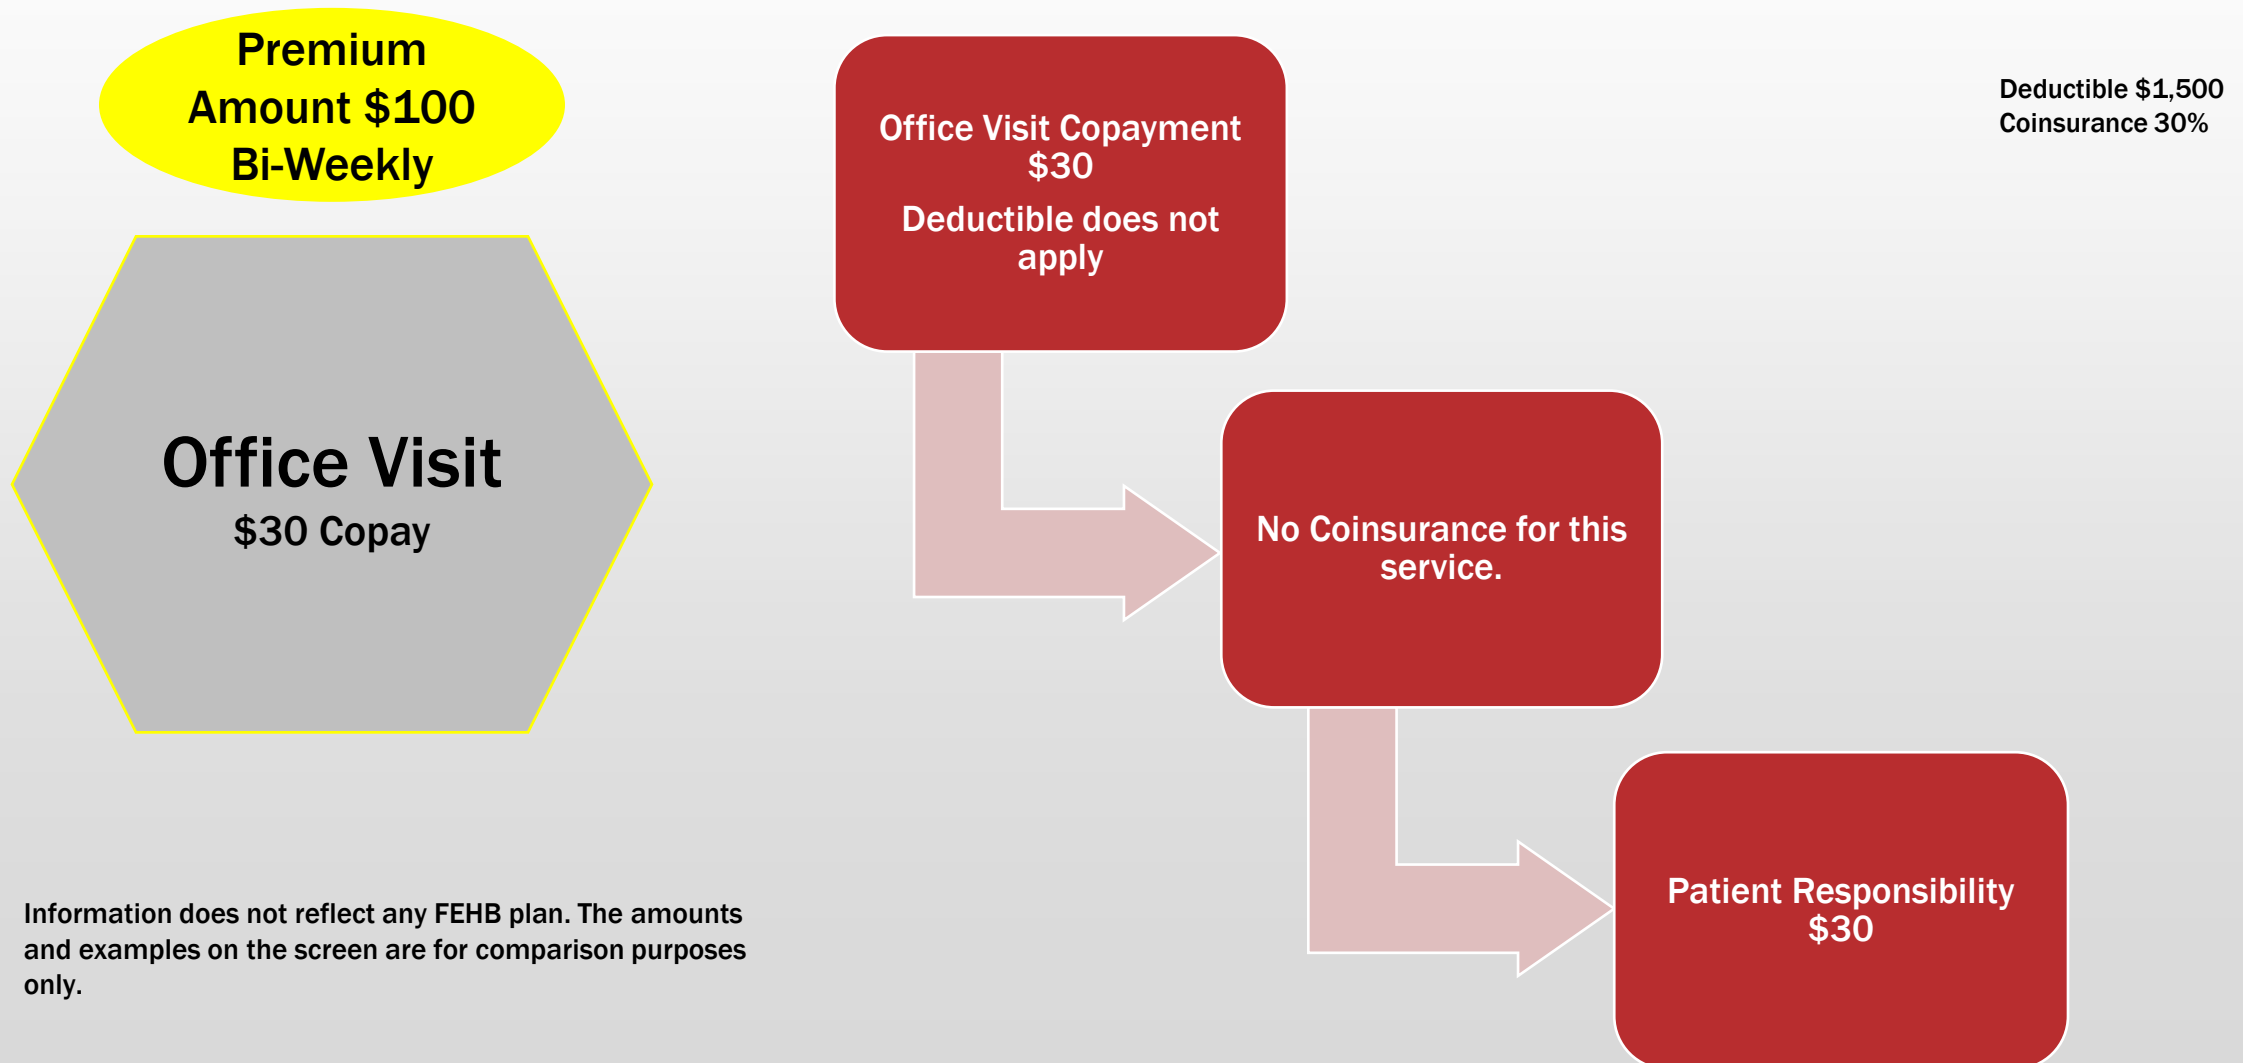 Premium
Amount $100
Bi-Weekly
Office Visit
$30 Copay
Information does not reflect any FEHB plan. The amounts
and examples on the screen are for comparison purposes
only.
Office Visit Copayment
$30
Deductible does not
apply
No Coinsurance for this
service.
Patient Responsibility
$30
Deductible $1,500
Coinsurance 30%